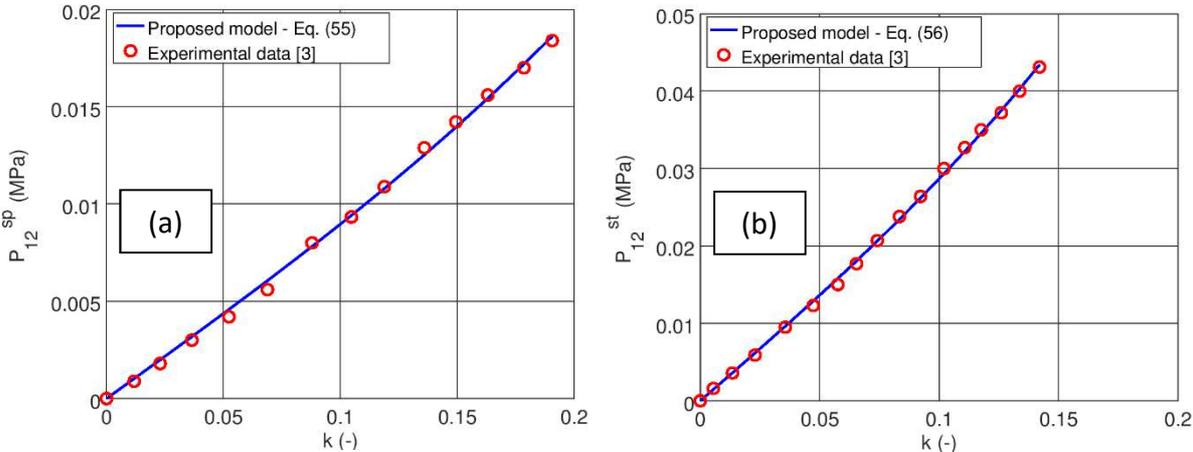 0.02
Proposed model - Eq. (55)
Experimental data [3]
0.015
0.01
0.005
0
P12 sp (MPa)
(a)
0 0.05 0.1 0.15 0.2
k (-)
0.05
Proposed model - Eq. (56)
Experimental data [3]
0.04
0.03
0.02
0.01
0
P12 st (MPa)
(b)
0 0.05 0.1 0.15 0.2
k (-)